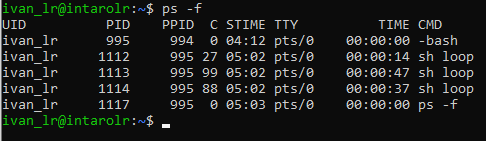 ivan_lr@intarolr:~$ ps -f
UID          PID    PPID  C STIME TTY          TIME CMD
ivan_lr      995     994  0 04:12 pts/0    00:00:00 -bash
ivan_lr     1112     995 27 05:02 pts/0    00:00:14 sh loop
ivan_lr     1113     995 99 05:02 pts/0    00:00:47 sh loop
ivan_lr     1114     995 88 05:02 pts/0    00:00:37 sh loop
ivan_lr     1117     995  0 05:03 pts/0    00:00:00 ps -f
ivan_lr@intarolr:~$